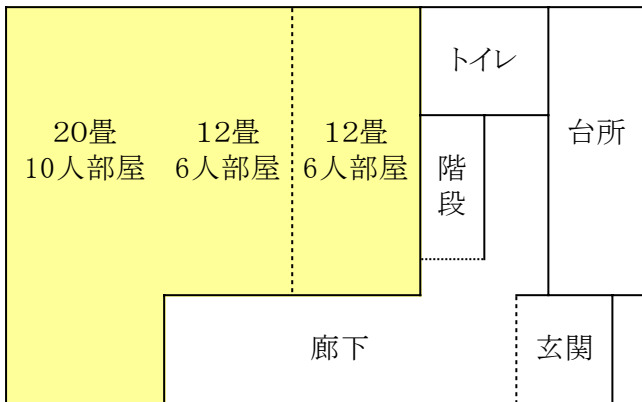 トイレ
20畳
10人部屋
12畳
6人部屋
12畳
6人部屋
台所
階
段
廊下
玄関